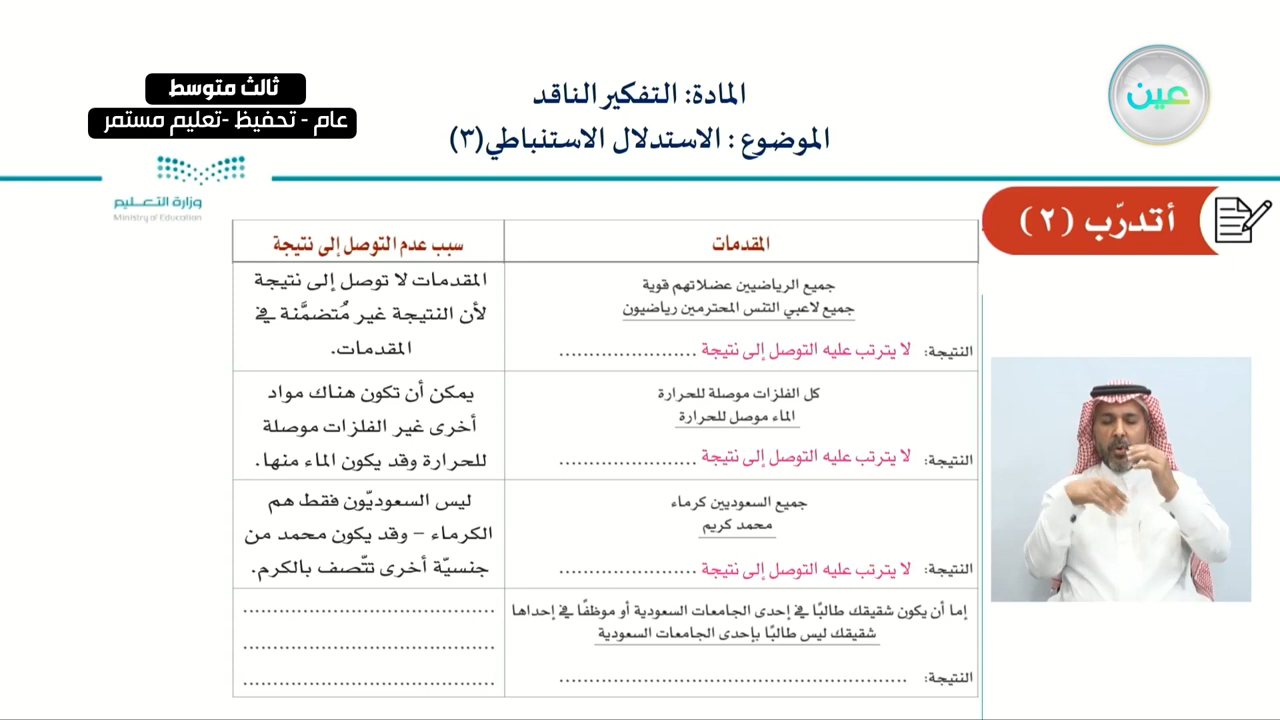 عين
المادة: التفكير الناقد
الموضوع : الاستدلال الاستنباطي(٣)
ثالث متوسط
عام - تحفيظ -تعليم مستمر
وزارة التعـــليم
Ministry of Education
أتدرّب (٢)
المقدمات
سبب عدم التوصل إلى نتيجة
جميع الرياضيين عضلاتهم قوية
جميع لاعبي التنس المحترمين رياضيون
النتيجة: لا يترتب عليه التوصل إلى نتيجة ......................
المقدمات لا توصل إلى نتيجة
لأن النتيجة غير مُتضمَّنة في
المقدمات.
كل الفلزات موصلة للحرارة
الماء موصل للحرارة
النتيجة: لا يترتب عليه التوصل إلى نتيجة ......................
يمكن أن تكون هناك مواد
أخرى غير الفلزات موصلة
للحرارة وقد يكون الماء منها.
جميع السعوديين كرماء
محمد كريم
النتيجة: لا يترتب عليه التوصل إلى نتيجة ......................
ليس السعوديّون فقط هم
الكرماء – وقد يكون محمد من
جنسيّة أخرى تتّصف بالكرم.
إما أن يكون شقيقك طالبًا في إحدى الجامعات السعودية أو موظفًا في إحداها
شقيقك ليس طالبًا بإحدى الجامعات السعودية
النتيجة: ........................................................
........................................
........................................
........................................